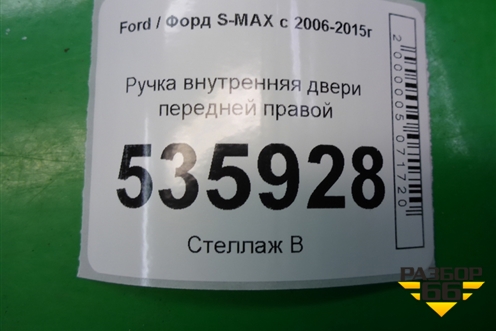 Ford / Форд S-MAX с 2006-2015г
Ручка внутренняя двери
передней правой
535928
Стеллаж В
2000005071720
РАЗБОР
66